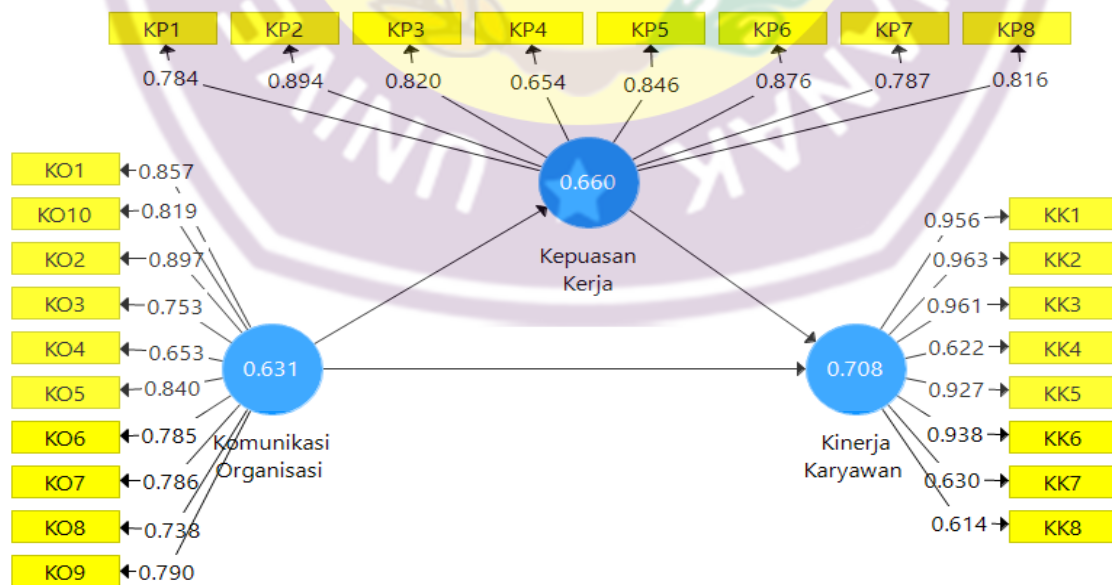 KP1 KP2 KP3 KP4 KP5 KP6 KP7 KP8
0.784 0.894 0.820 0.654 0.846 0.876 0.787 0.816
0.660
Kepuasan
Kerja
KO1 0.857
KO10 0.819
KO2 0.897
KO3 0.753
KO4 0.653
KO5 0.840
KO6 0.785
KO7 0.786
KO8 0.738
KO9 0.790
0.631
Komunikasi
Organisasi
0.708
Kinerja
Karyawan
0.956 KK1
0.963 KK2
0.961 KK3
0.622 KK4
0.927 KK5
0.938 KK6
0.630 KK7
0.614 KK8
UNIVE
ANAK